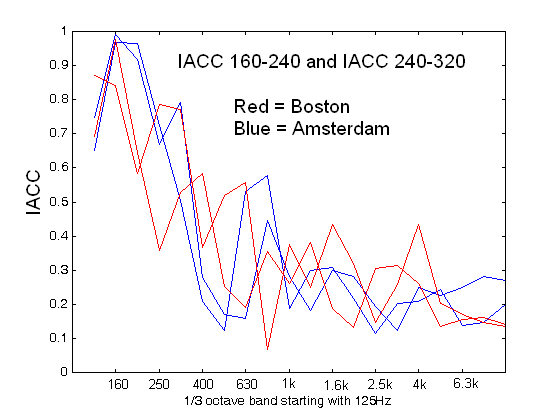 IACC 160-240 and IACC 240-320
Red = Boston
Blue = Amsterdam
IACC
1
0.9
0.8
0.7
0.6
0.5
0.4
0.3
0.2
0.1
0
160 250 400 630 1k 1.6k 2.5k 4k 6.3k
1/3 octave band starting with 125Hz